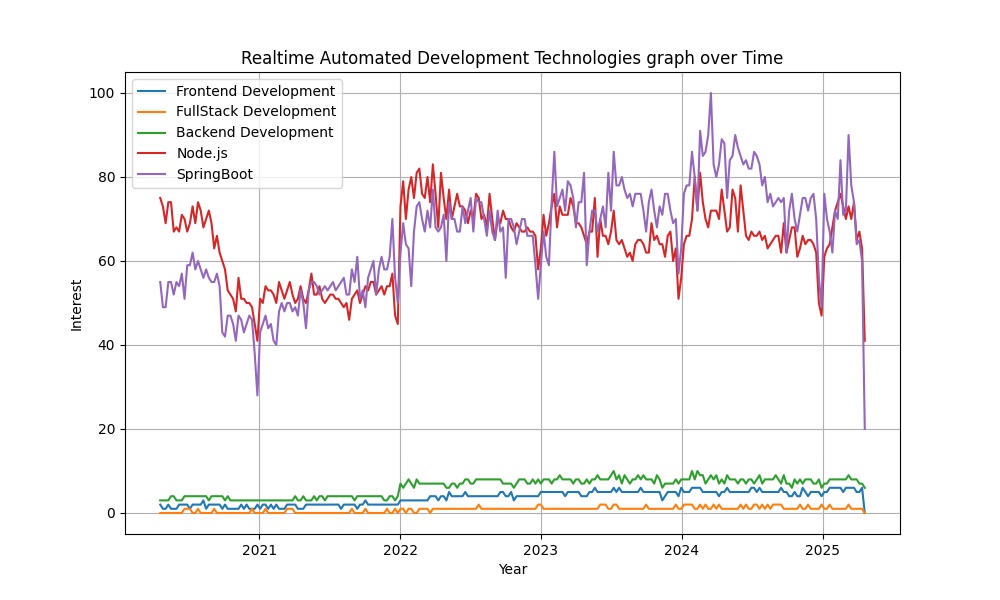 Realtime Automated Development Technologies graph over Time
Frontend Development
FullStack Development
Backend Development
Node.js
SpringBoot
100
80
60
40
20
0
Interest
2021
2022
2023
2024
2025
Year